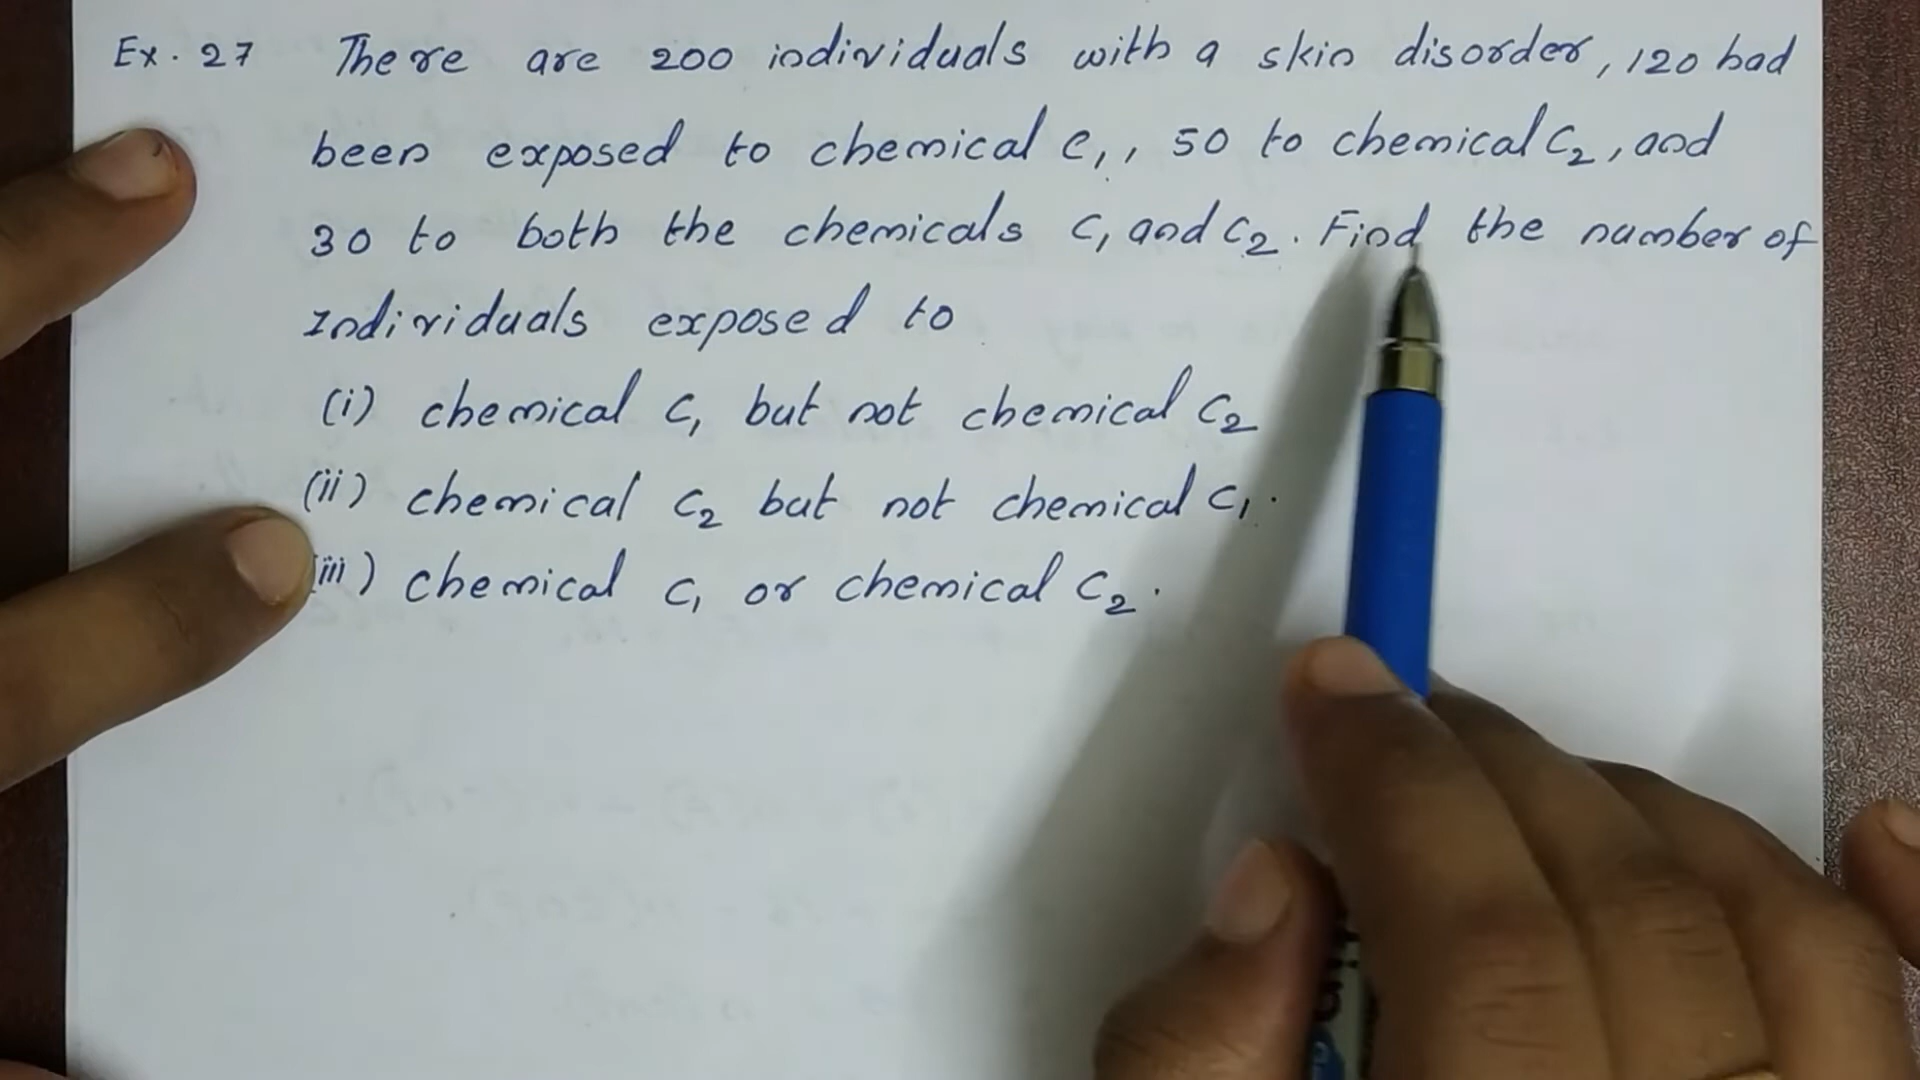 Ex. 27 There are 200 individuals with a skin disorder, 120 had
been exposed to chemical C1, 50 to chemical C2, and
30 to both the chemicals C1 and C2. Find the number of
Individuals exposed to
(i) chemical C1 but not chemical C2
(ii) chemical C2 but not chemical C1.
(iii) chemical C1 or chemical C2.